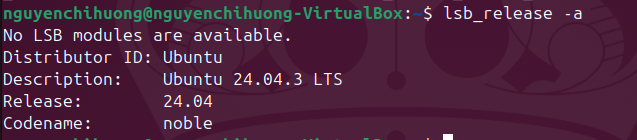 nguyenchihuong@nguyenchihuong-VirtualBox:~$ lsb_release -a
No LSB modules are available.
Distributor ID: Ubuntu
Description:    Ubuntu 24.04.3 LTS
Release:        24.04
Codename:       noble